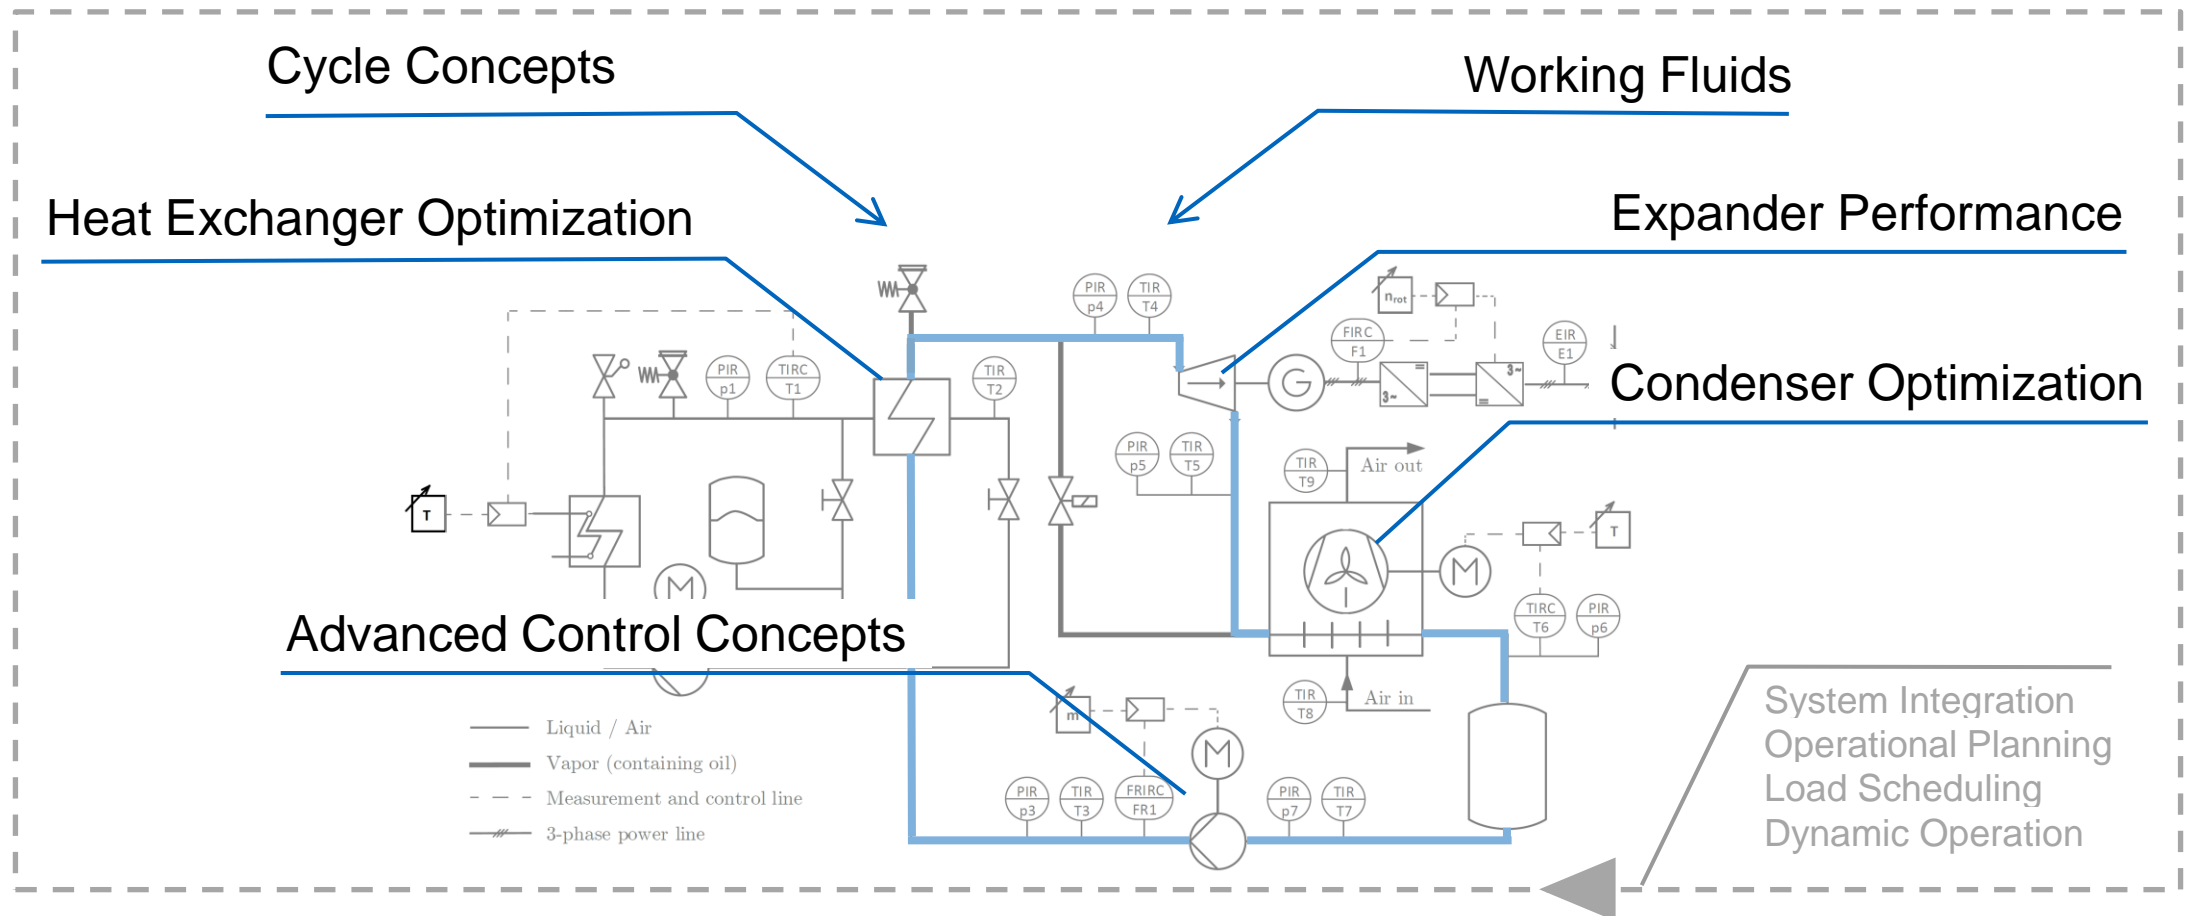 Cycle Concepts
Working Fluids
Heat Exchanger Optimization
Expander Performance
PIR
p4
TIR
T4
n_rot
FIRC
F1
EIR
E1
PIR
p1
TIRC
T1
TIR
T2
G
=
3~
3~
=
Condenser Optimization
PIR
p5
TIR
T5
TIR
T9
Air out
T
T
M
M
TIRC
T6
PIR
p6
Advanced Control Concepts
TIR
T8
Air in
m
M
Liquid / Air
Vapor (containing oil)
Measurement and control line
3-phase power line
PIR
p3
TIR
T3
FRIRC
FR1
PIR
p7
TIR
T7
System Integration
Operational Planning
Load Scheduling
Dynamic Operation